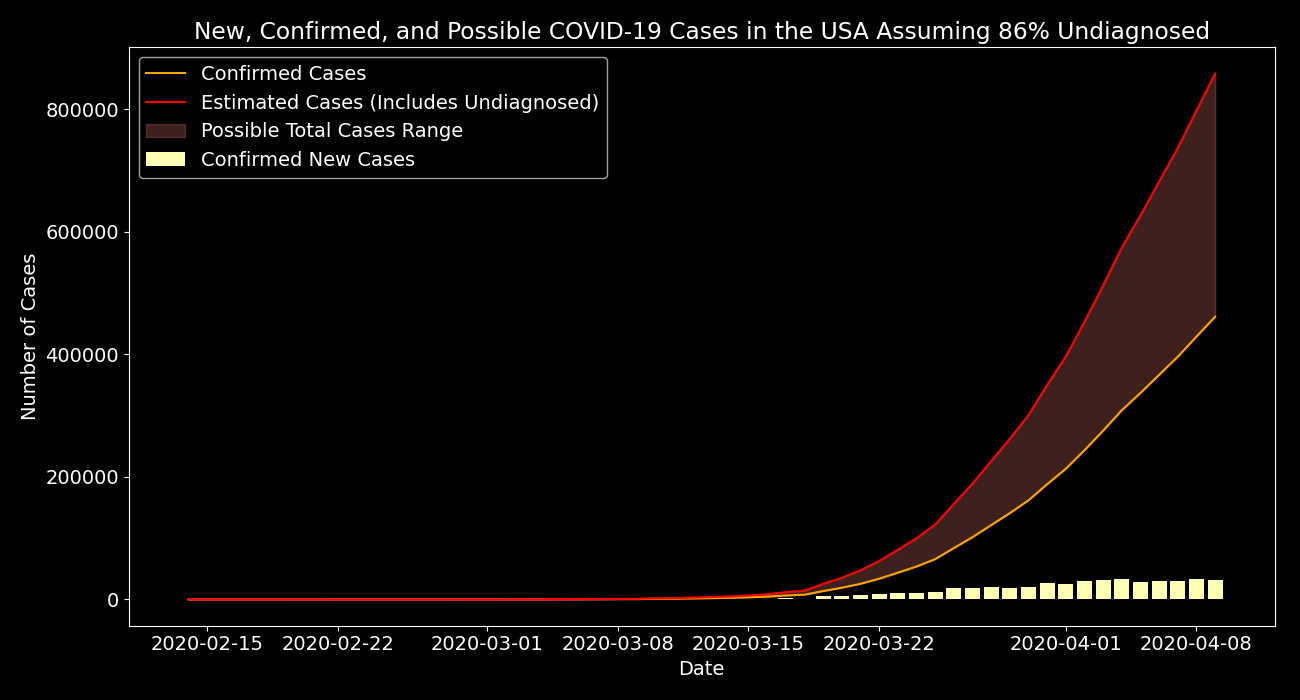 New, Confirmed, and Possible COVID-19 Cases in the USA Assuming 86% Undiagnosed
Confirmed Cases
Estimated Cases (Includes Undiagnosed)
Possible Total Cases Range
Confirmed New Cases
800000
600000
400000
200000
0
Number of Cases
2020-02-15 2020-02-22 2020-03-01 2020-03-08 2020-03-15 2020-03-22 2020-04-01 2020-04-08
Date